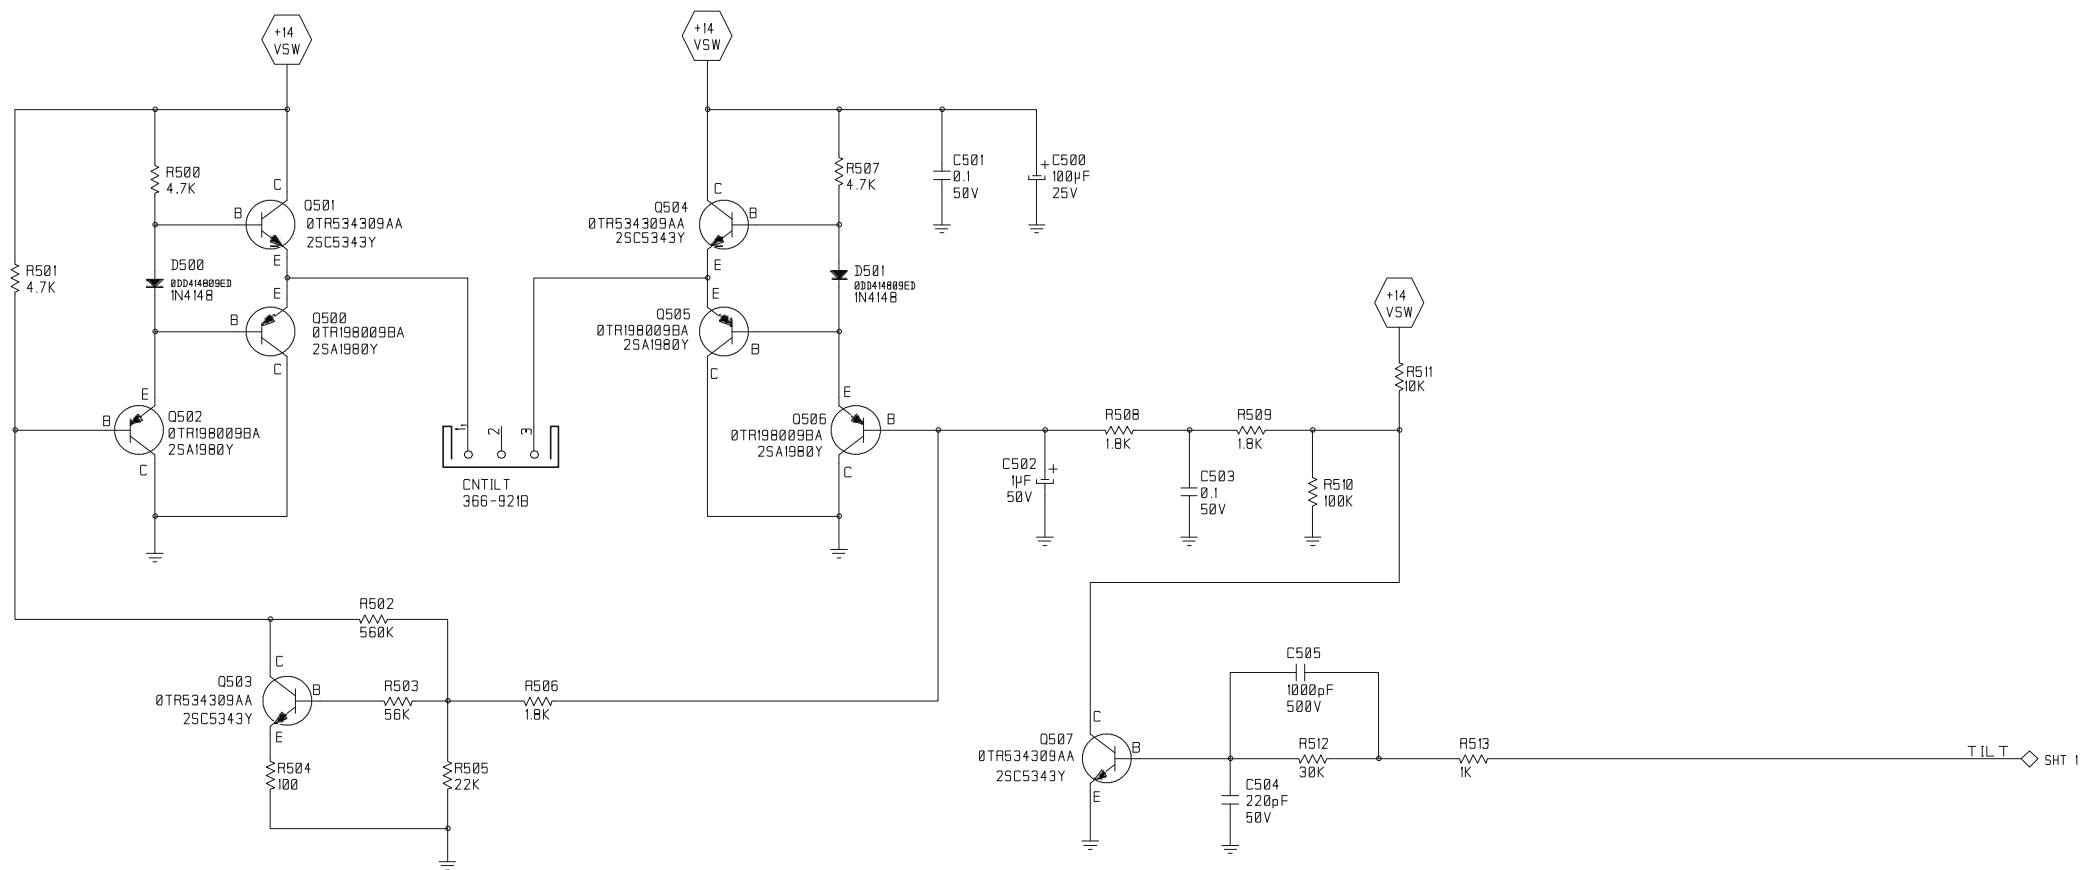 +14
VSW
+14
VSW
R500
4.7K
R507
4.7K
C501
0.1
50V
+
C500
100µF
25V
C
B
Q501
0TR534309AA
2SC5343Y
E
C
Q504
0TR534309AA
2SC5343Y
B
E
R501
4.7K
D500
0DD414809ED
1N4148
D501
0DD414809ED
1N4148
E
B
Q500
0TR198009BA
2SA1980Y
C
E
Q505
0TR198009BA
2SA1980Y
B
C
+14
VSW
R511
10K
E
B
Q502
0TR198009BA
2SA1980Y
C
1
2
3
CNTILT
366-921B
E
Q506
0TR198009BA
2SA1980Y
B
C
R508
1.8K
R509
1.8K
C502
1µF
50V
+
C503
0.1
50V
R510
100K
R502
560K
C
Q503
0TR534309AA
2SC5343Y
B
E
R503
56K
R506
1.8K
R504
100
R505
22K
C505
1000pF
500V
C
Q507
0TR534309AA
2SC5343Y
B
E
R512
30K
R513
1K
C504
220pF
50V
TILT
SHT 1